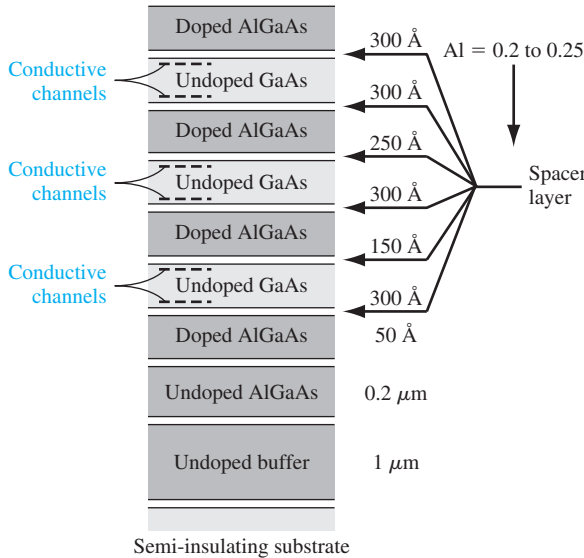 Doped AlGaAs
300 Å
Al = 0.2 to 0.25
Conductive
channels
Undoped GaAs
300 Å
Doped AlGaAs
250 Å
Conductive
channels
Undoped GaAs
Spacer
layer
300 Å
Doped AlGaAs
150 Å
Conductive
channels
Undoped GaAs
300 Å
Doped AlGaAs
50 Å
Undoped AlGaAs
0.2 μm
Undoped buffer
1 μm
Semi-insulating substrate